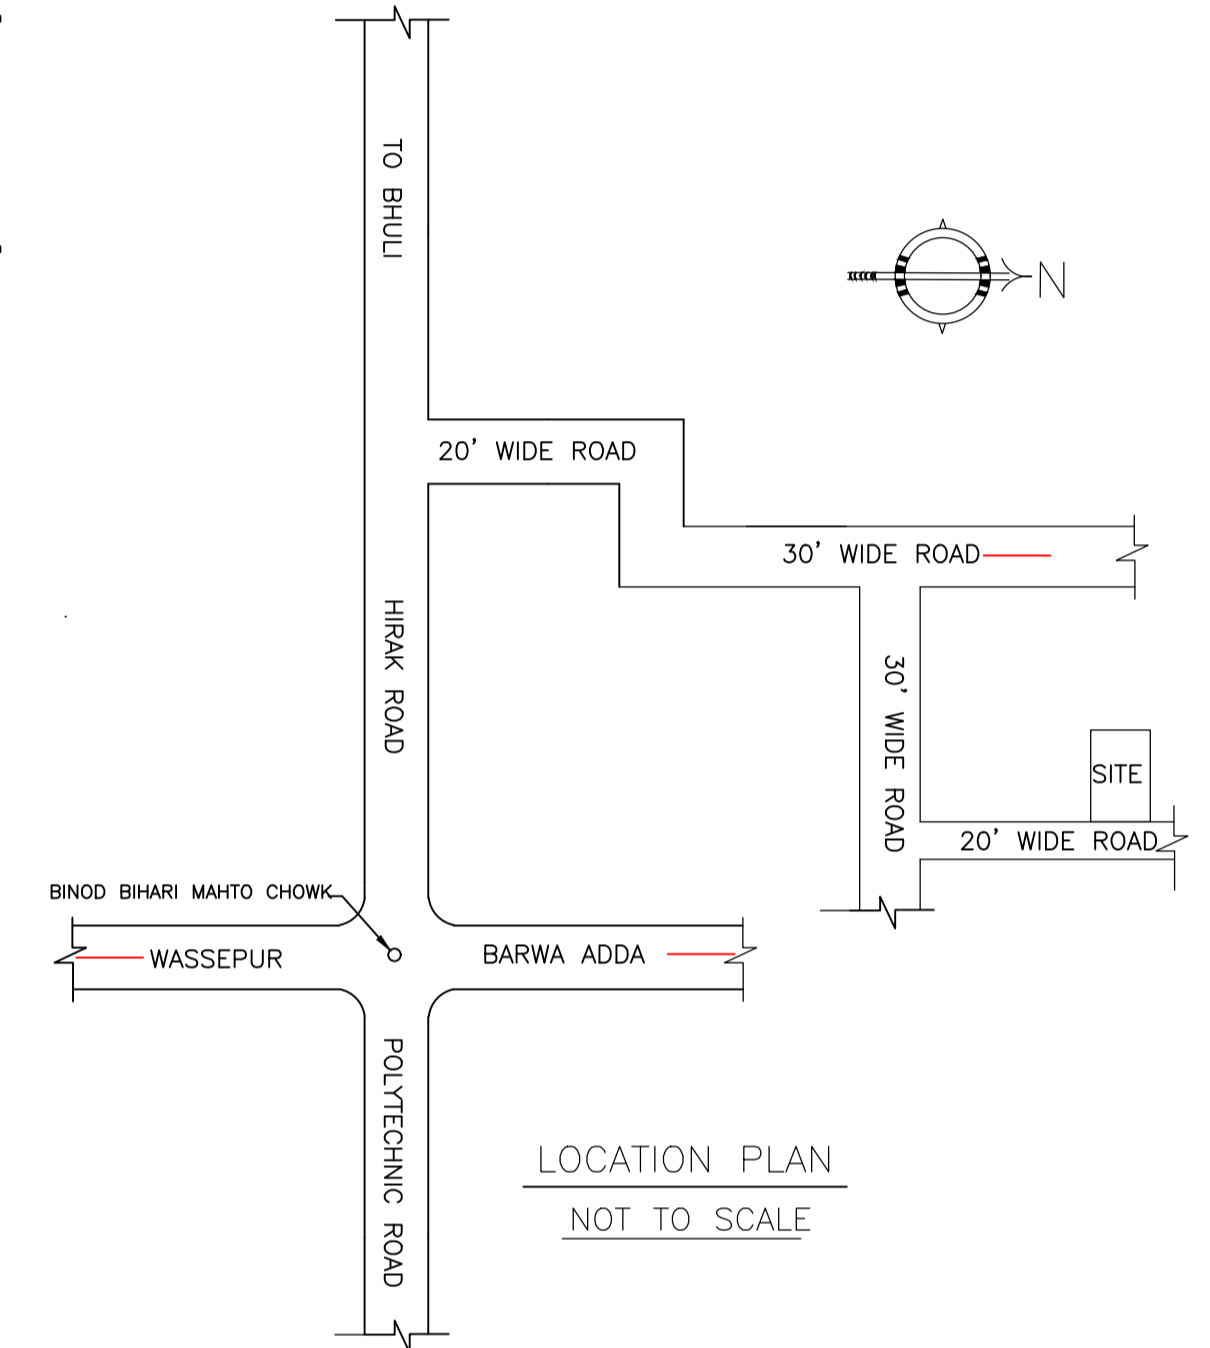 TO BHULI
N
20' WIDE ROAD
30' WIDE ROAD
HIRAK ROAD
30' WIDE ROAD
SITE
20' WIDE ROAD
BINOD BIHARI MAHTO CHOWK
WASSEPUR
BARWA ADDA
POLYTECHNIC ROAD
LOCATION PLAN
NOT TO SCALE